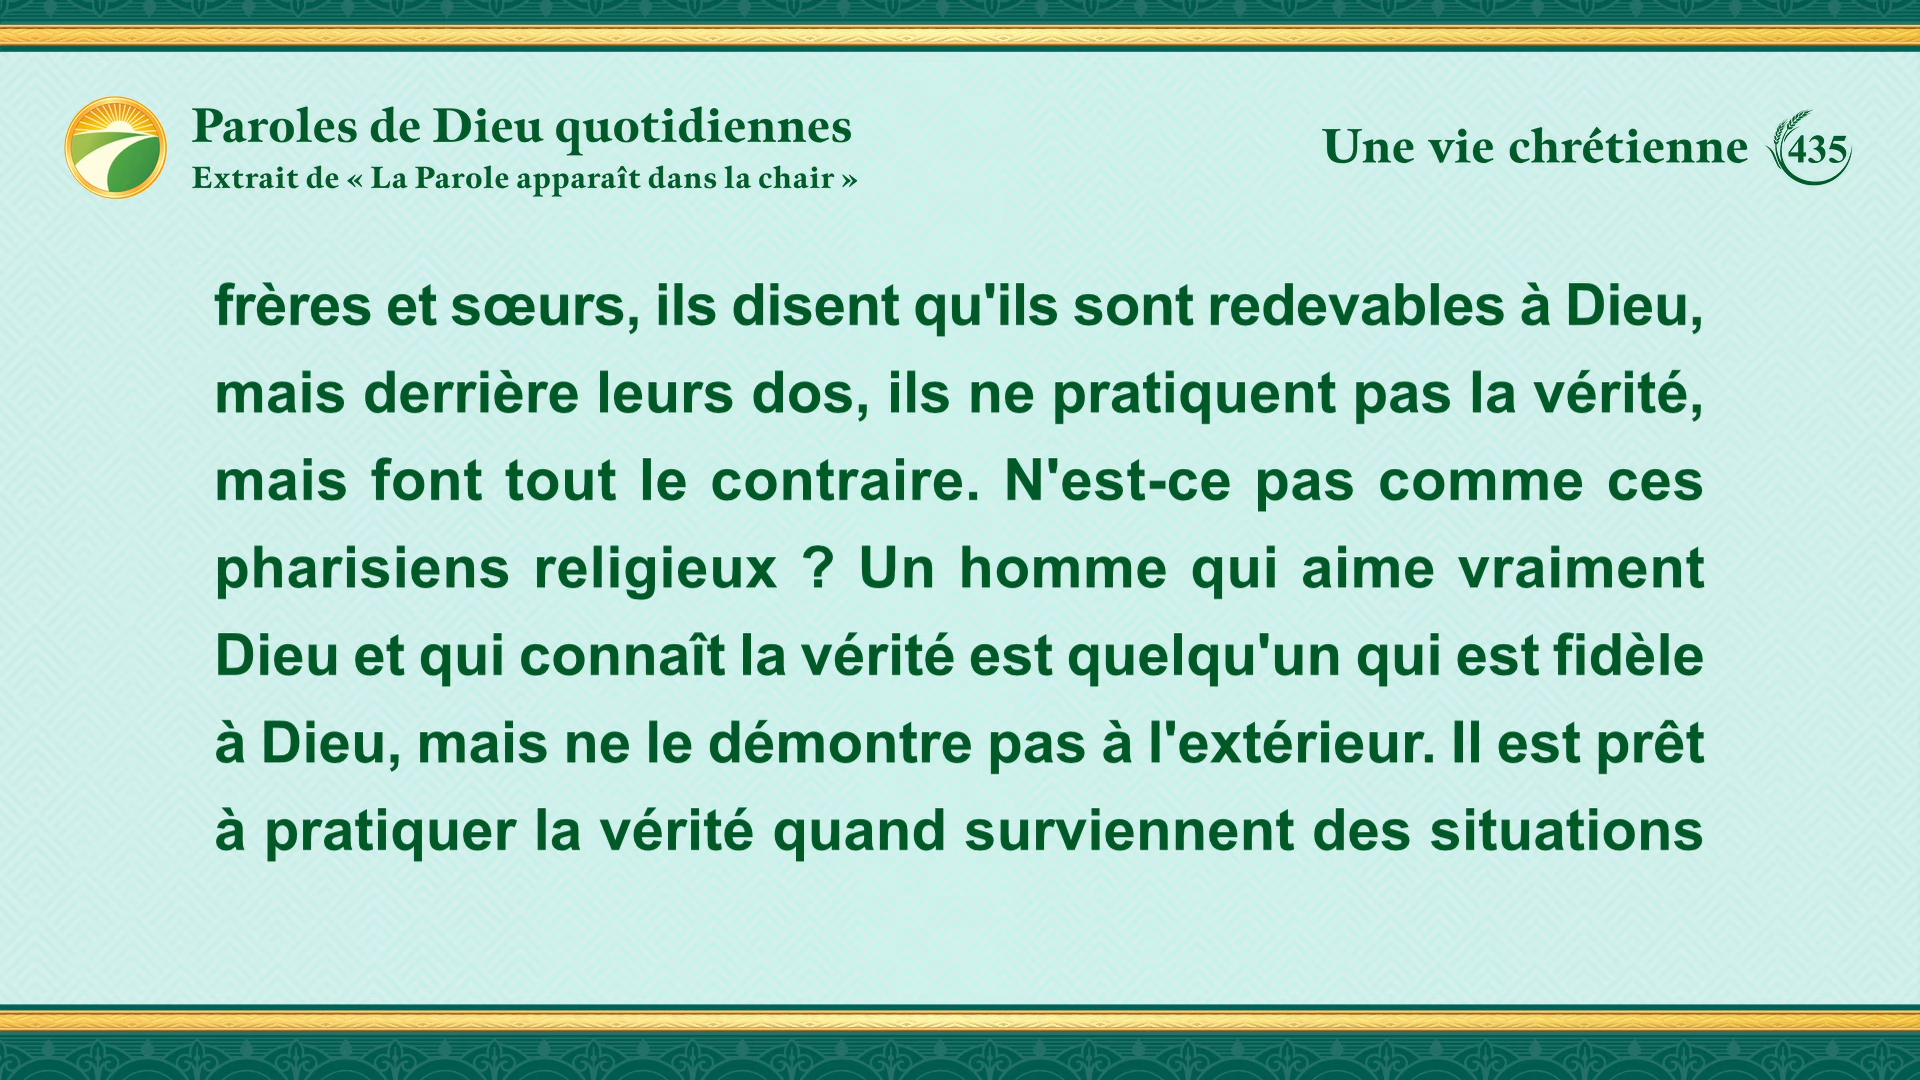 Paroles de Dieu quotidiennes
Extrait de « La Parole apparaît dans la chair »
Une vie chrétienne 435
frères et sœurs, ils disent qu'ils sont redevables à Dieu,
mais derrière leurs dos, ils ne pratiquent pas la vérité,
mais font tout le contraire. N'est-ce pas comme ces
pharisiens religieux ? Un homme qui aime vraiment
Dieu et qui connaît la vérité est quelqu'un qui est fidèle
à Dieu, mais ne le démontre pas à l'extérieur. Il est prêt
à pratiquer la vérité quand surviennent des situations